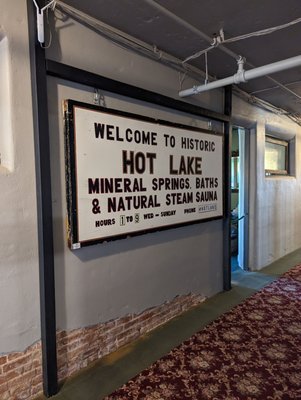 WELCOME TO HISTORIC
HOT LAKE
MINERAL SPRINGS, BATHS
& NATURAL STEAM SAUNA
HOURS 1 TO 9 WED - SUNDAY PHONE